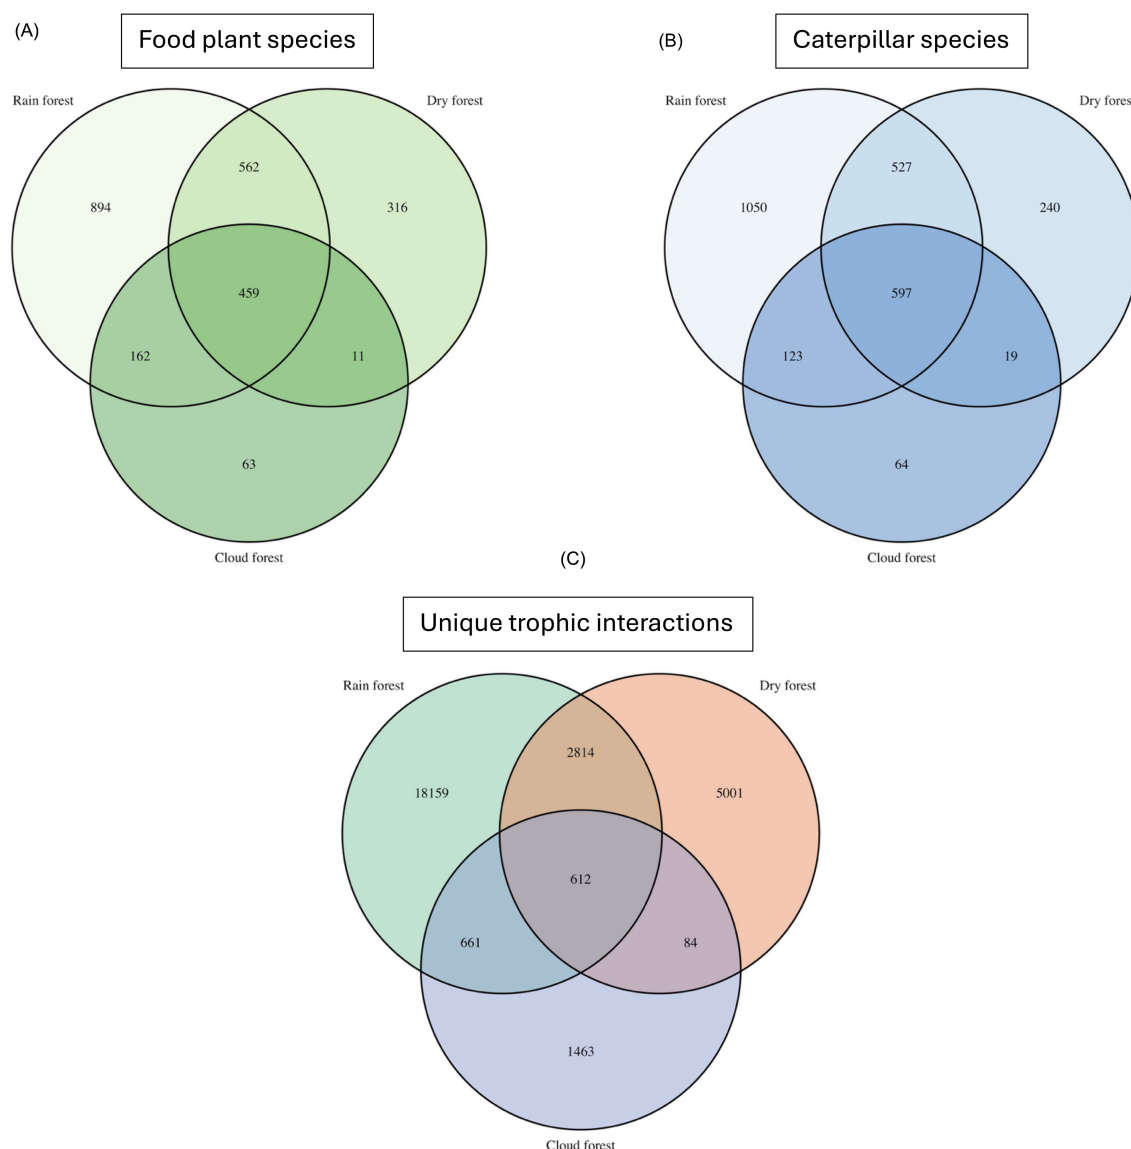 (A)
Food plant species
Rain forest
Dry forest
562
894
316
459
162
11
63
Cloud forest
(B)
Caterpillar species
Rain forest
Dry fores
527
1050
240
597
123
19
64
Cloud forest
(C)
Unique trophic interactions
Rain forest
Dry forest
2814
18159
5001
612
661
84
1463
Cloud forest